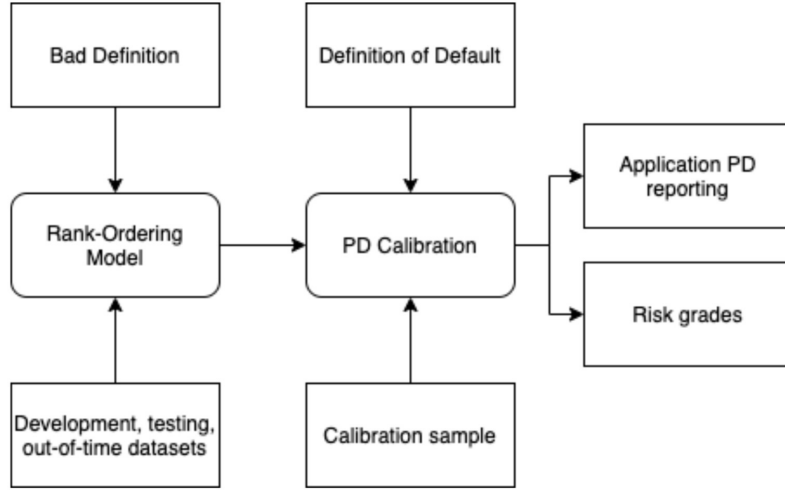 Bad Definition
Definition of Default
Application PD
reporting
Rank-Ordering
Model
PD Calibration
Risk grades
Development, testing,
out-of-time datasets
Calibration sample